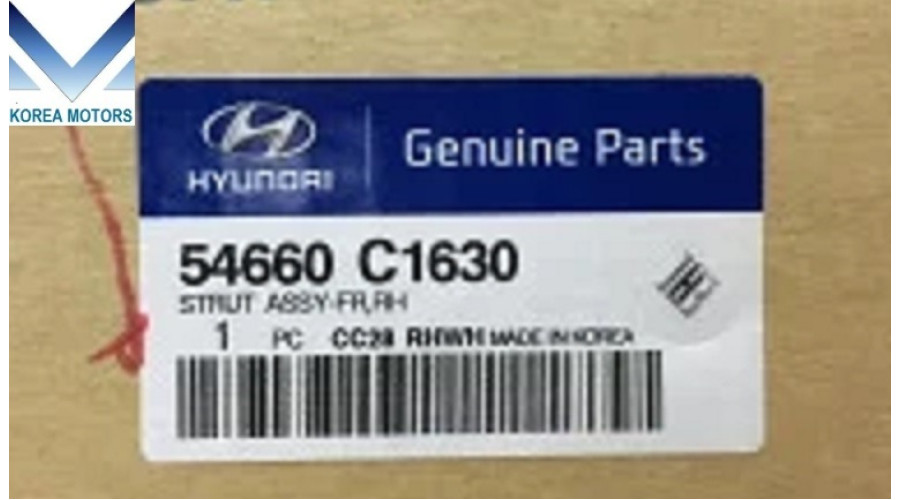 KOREA MOTORS
HYUNDAI
Genuine Parts
54660 C1630
STRUT ASSY-FR,RH
1 PC CC28 RHWH MADE IN KOREA